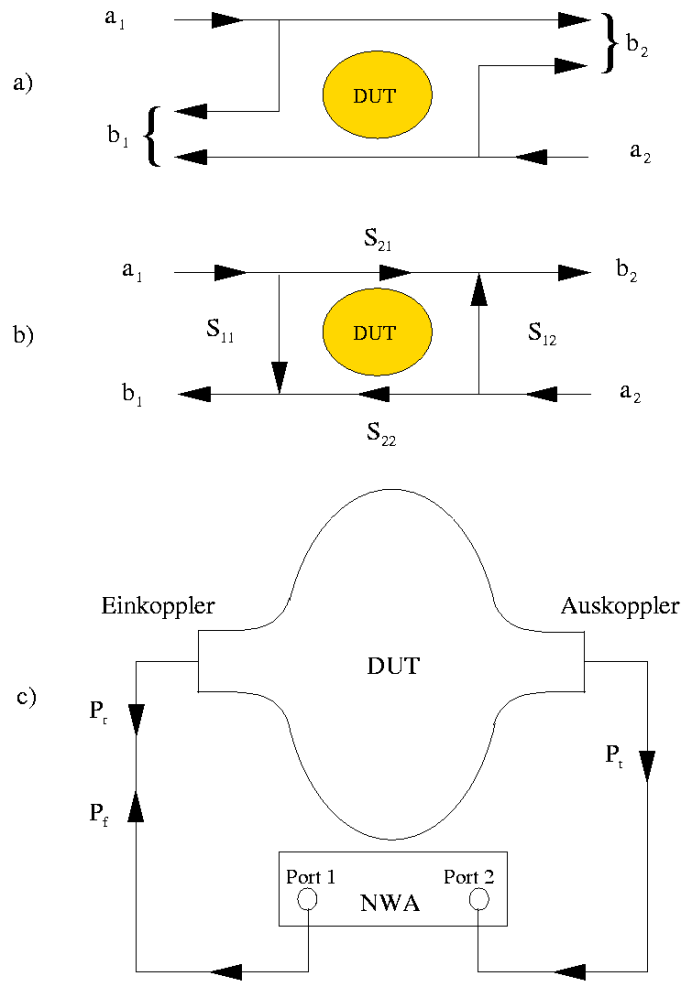 a₁
b₂
a)
DUT
b₁
a₂
S₂₁
a₁
b₂
b)
S₁₁
DUT
S₁₂
b₁
a₂
S₂₂
Einkoppler
Auskoppler
DUT
c)
Pᵣ
Pₜ
P_f
Port 1
Port 2
NWA